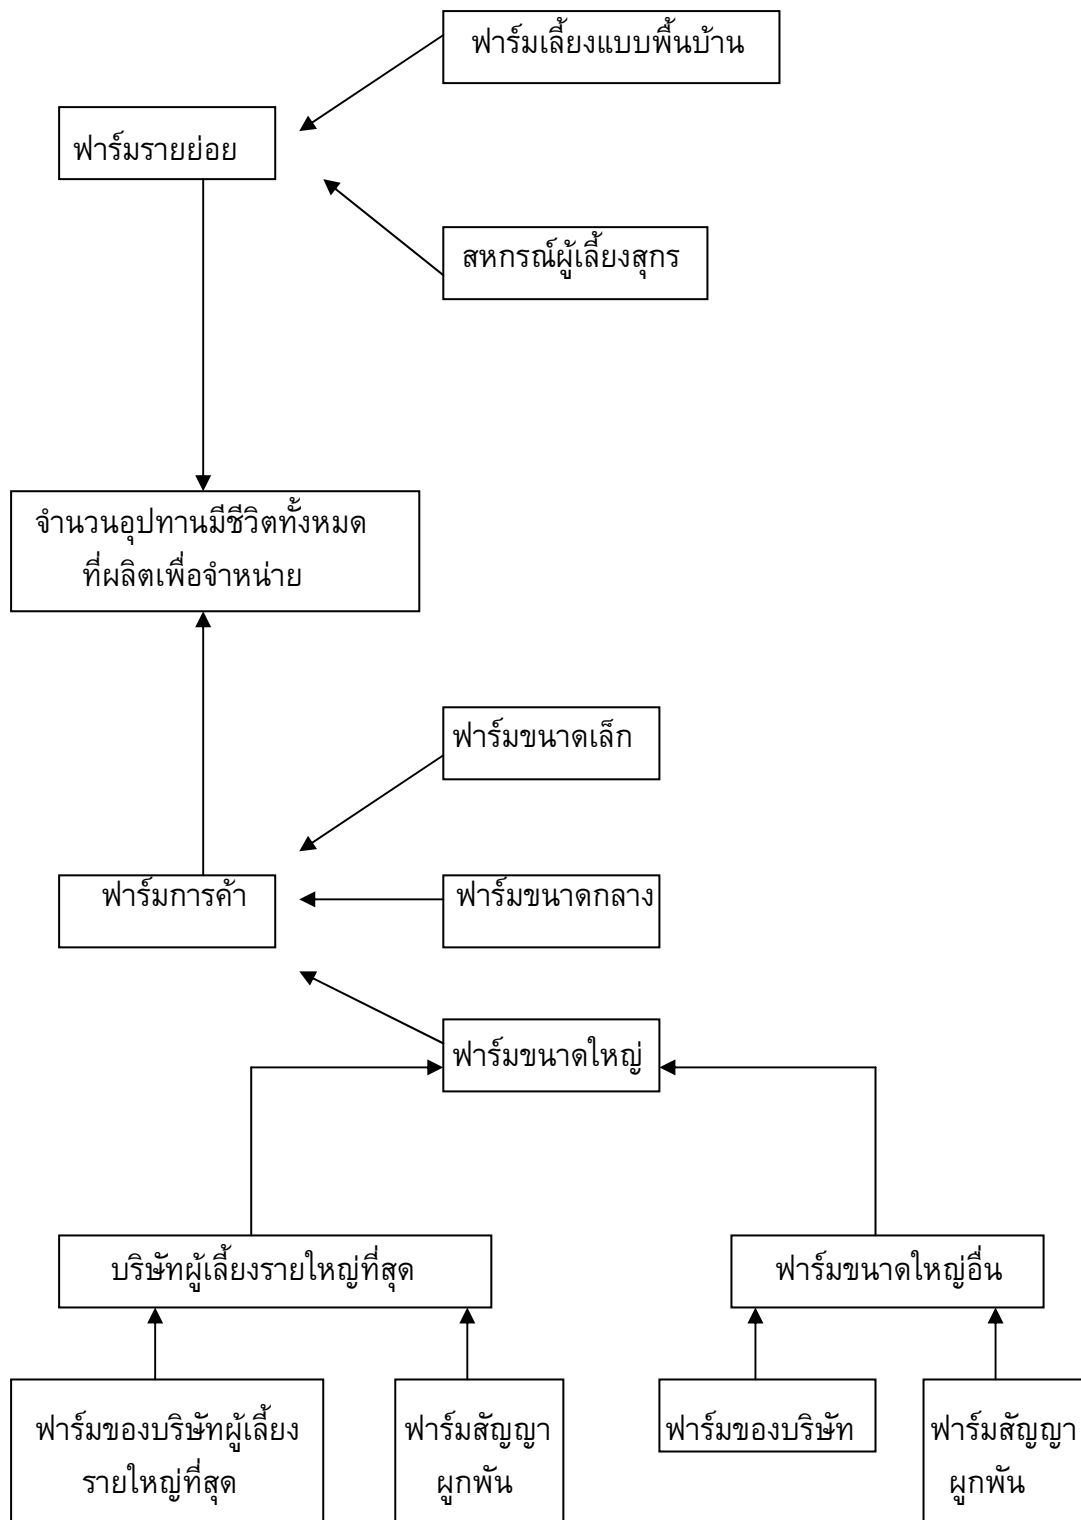 ฟาร์มเลี้ยงแบบพื้นบ้าน
ฟาร์มรายย่อย
สหกรณ์ผู้เลี้ยงสุกร
จำนวนอุปทานมีชีวิตทั้งหมด
ที่ผลิตเพื่อจำหน่าย
ฟาร์มขนาดเล็ก
ฟาร์มการค้า
ฟาร์มขนาดกลาง
ฟาร์มขนาดใหญ่
บริษัทผู้เลี้ยงรายใหญ่ที่สุด
ฟาร์มขนาดใหญ่อื่น
ฟาร์มของบริษัทผู้เลี้ยง
รายใหญ่ที่สุด
ฟาร์มสัญญา
ผูกพัน
ฟาร์มของบริษัท
ฟาร์มสัญญา
ผูกพัน